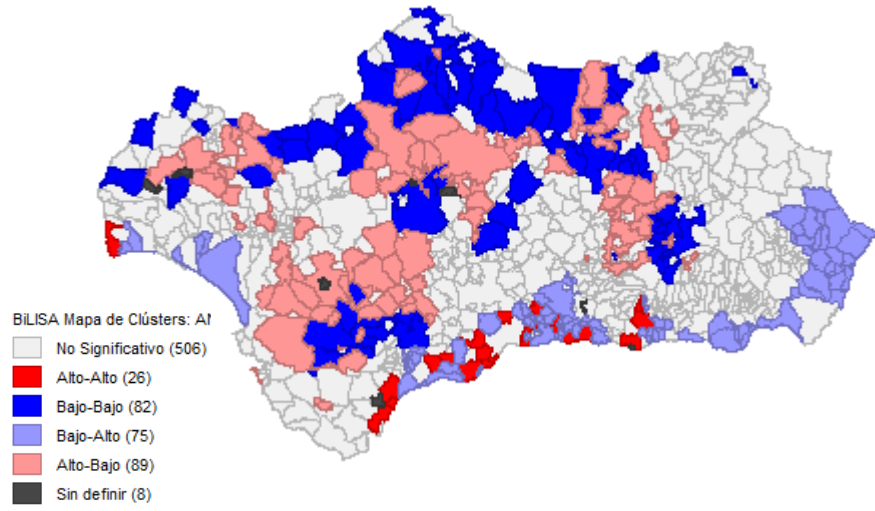 BiLISA Mapa de Clústers: AN
No Significativo (506)
Alto-Alto (26)
Bajo-Bajo (82)
Bajo-Alto (75)
Alto-Bajo (89)
Sin definir (8)